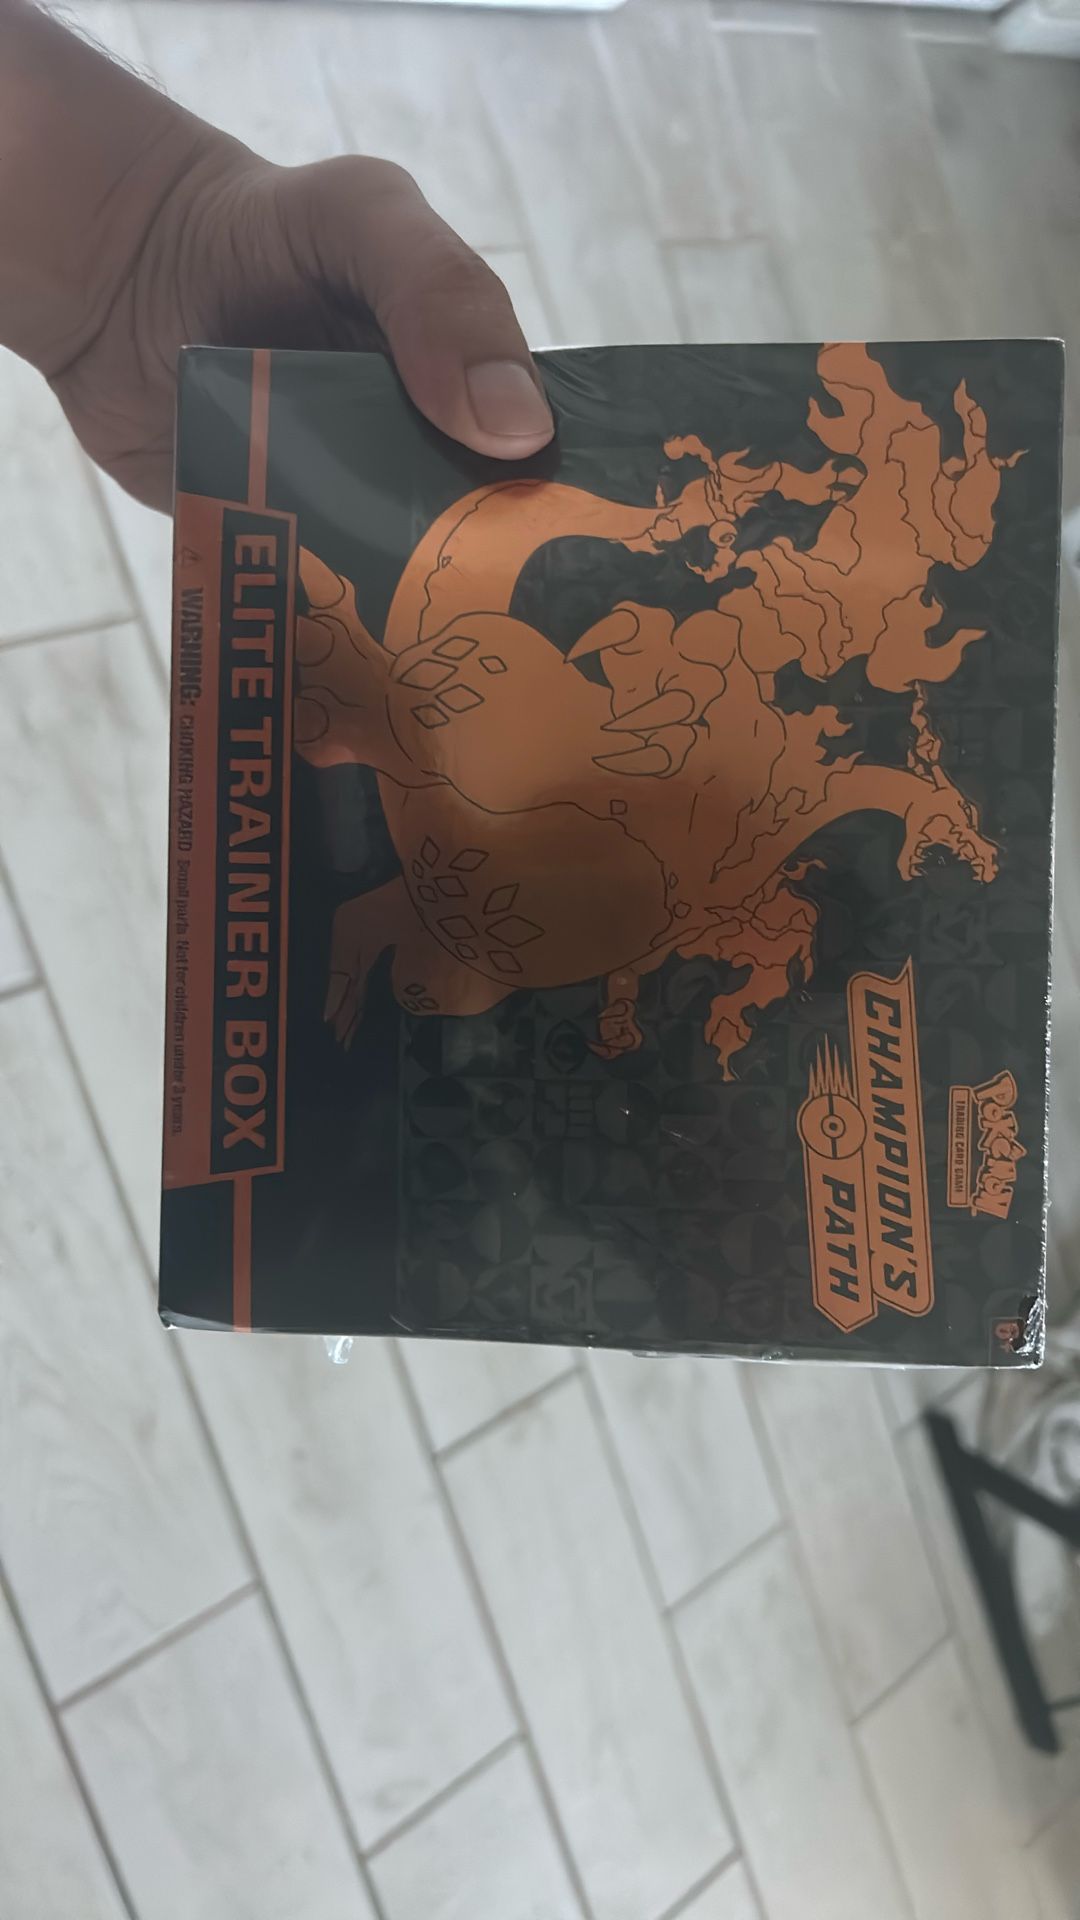 POKéMON
TRADING CARD GAME
CHAMPION'S
PATH
6+
ELITE TRAINER BOX
WARNING: CHOKING HAZARD Small parts. Not for children under 3 years.